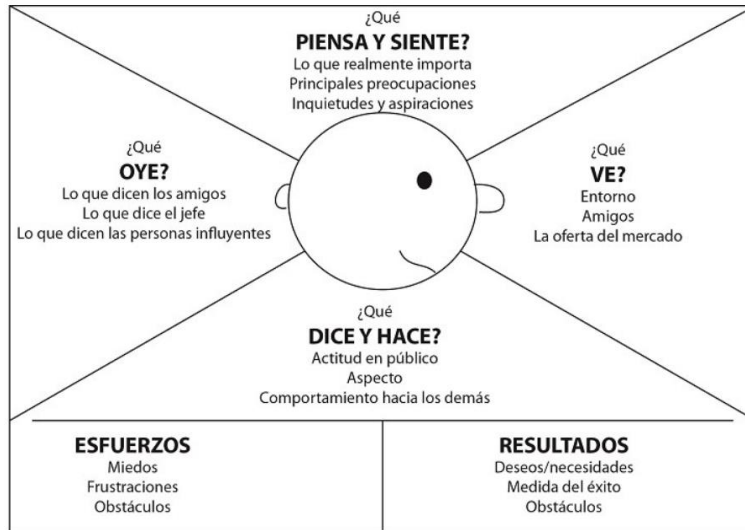 ¿Qué
PIENSA Y SIENTE?
Lo que realmente importa
Principales preocupaciones
Inquietudes y aspiraciones
¿Qué
OYE?
Lo que dicen los amigos
Lo que dice el jefe
Lo que dicen las personas influyentes
¿Qué
VE?
Entorno
Amigos
La oferta del mercado
¿Qué
DICE Y HACE?
Actitud en público
Aspecto
Comportamiento hacia los demás
ESFUERZOS
Miedos
Frustraciones
Obstáculos
RESULTADOS
Deseos/necesidades
Medida del éxito
Obstáculos